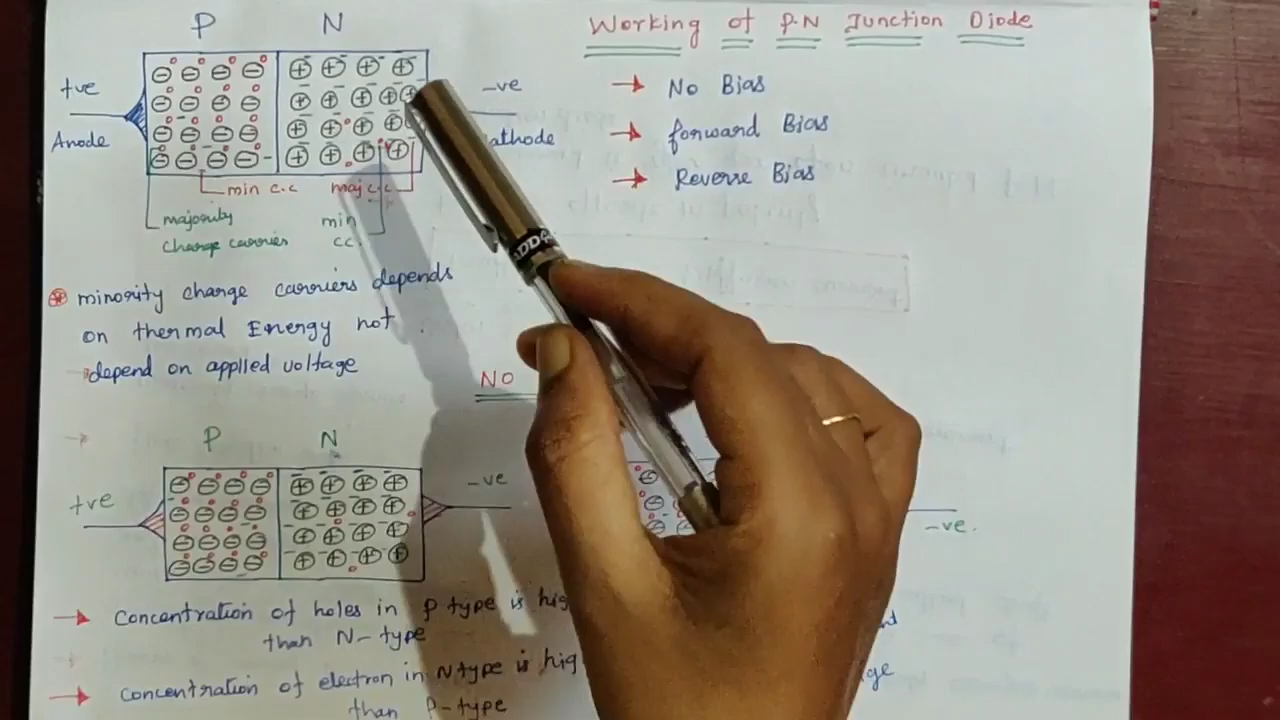 P N
Working of P-N Junction Diode
+ve
-ve
Anode
athode
→ No Bias
→ forward Bias
→ Reverse Bias
min c.c maj c.c
majority
charge carrier
min
cc.
minority charge carriers depends
on thermal Energy not
depend on applied voltage
NO
P N
+ve
-ve
-ve.
→ Concentration of holes in P type is hig
than N-type
→ concentration of electron in N type is hig
than P-type